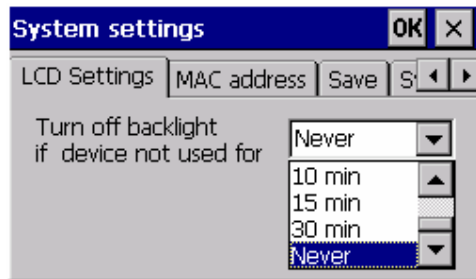 System settings OK ×
LCD Settings MAC address Save S
Turn off backlight
if device not used for
Never
10 min
15 min
30 min
Never